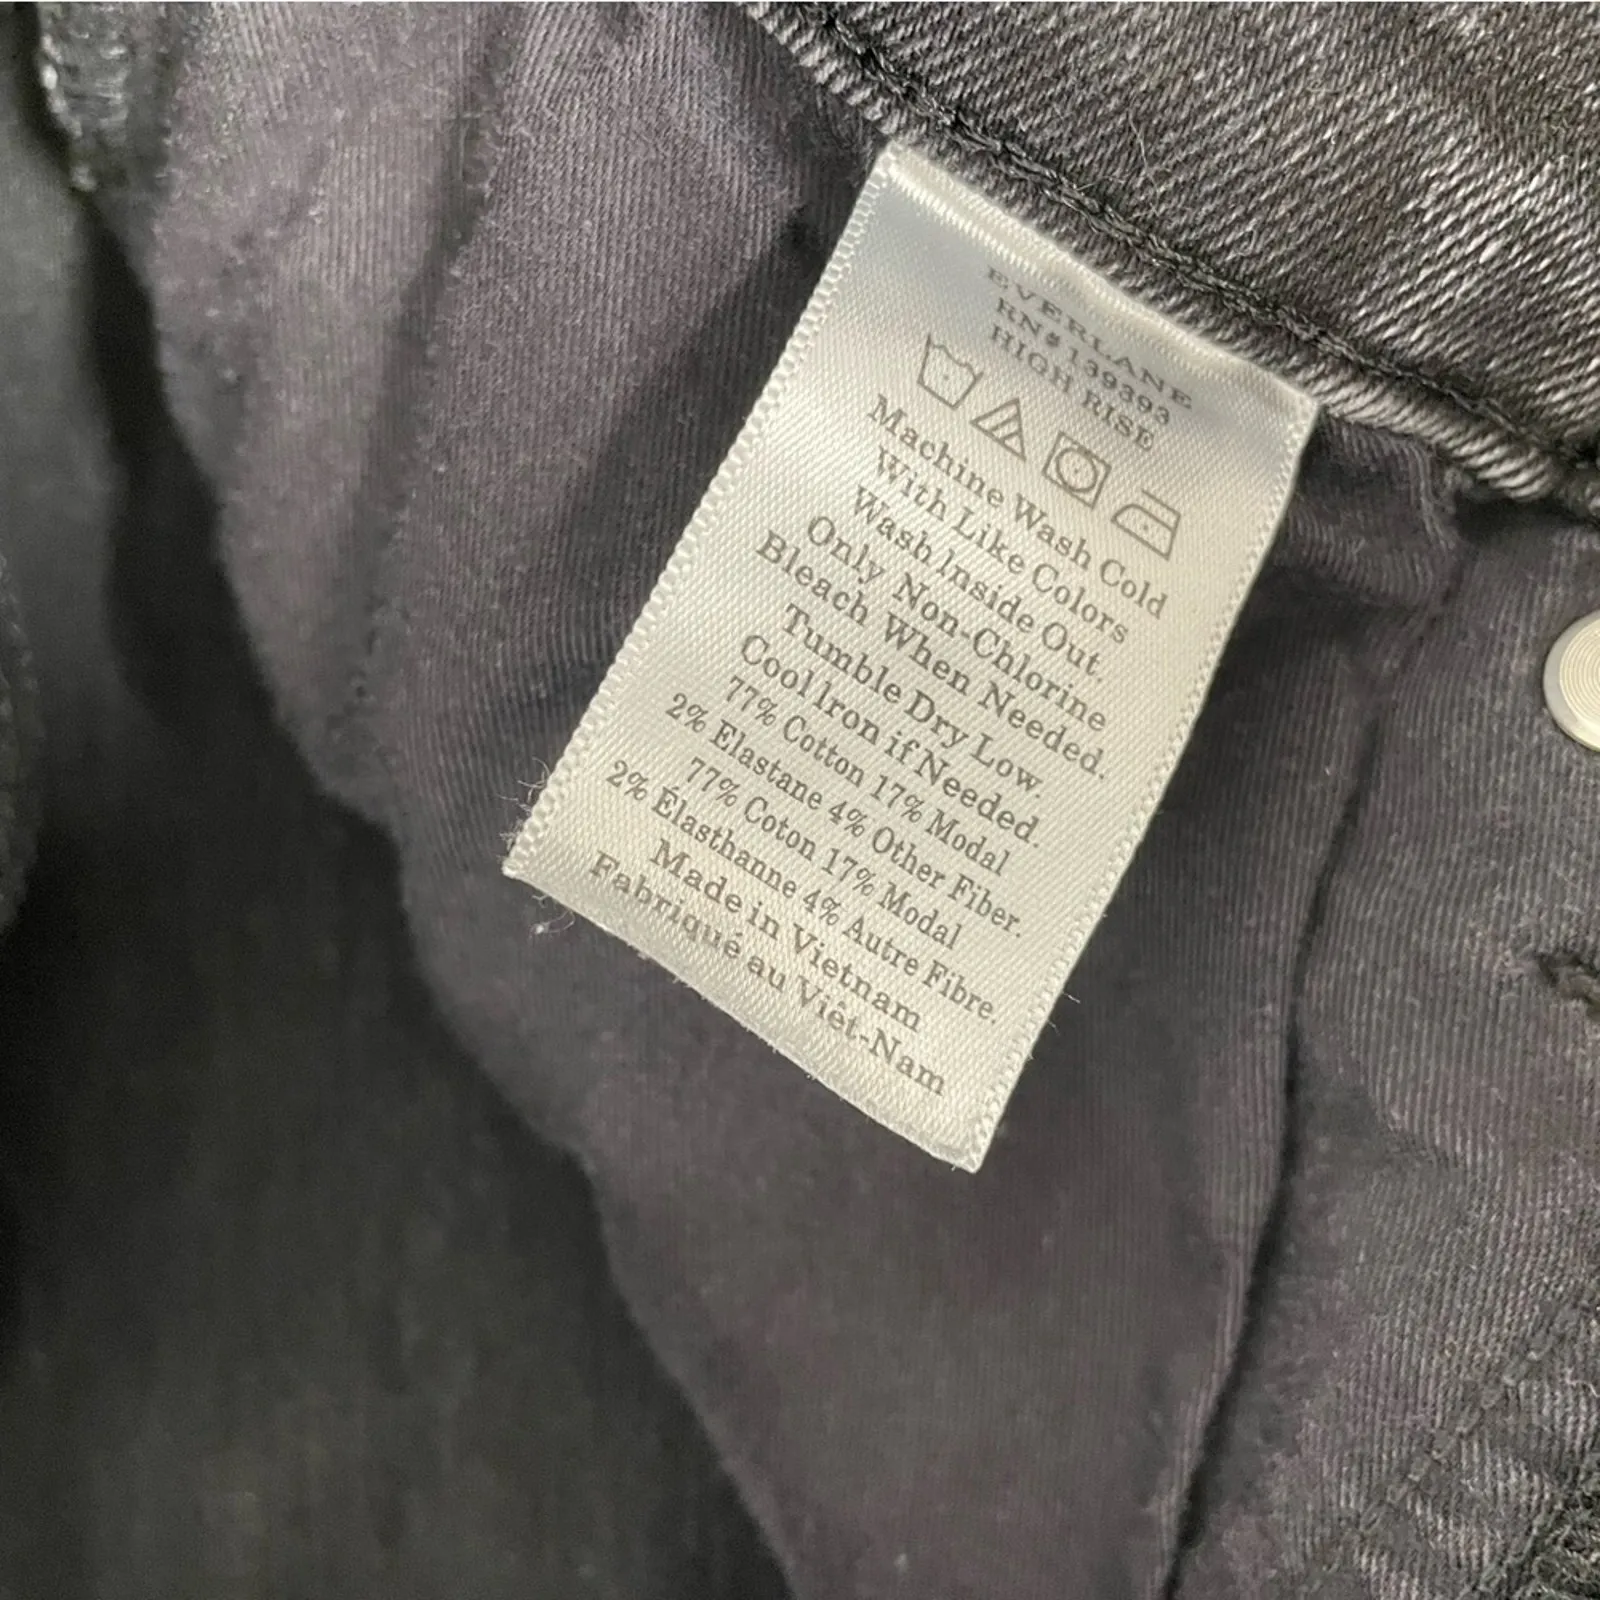 EVERLANE
RN#139393
HIGH RISE
Machine Wash Cold
With Like Colors
Wash Inside Out.
Only Non-Chlorine
Bleach When Needed.
Tumble Dry Low.
Cool Iron if Needed.
77% Cotton 17% Modal
2% Elastane 4% Other Fiber.
77% Coton 17% Modal
2% Élasthanne 4% Autre Fibre.
Made in Vietnam
Fabriqué au Viêt-Nam